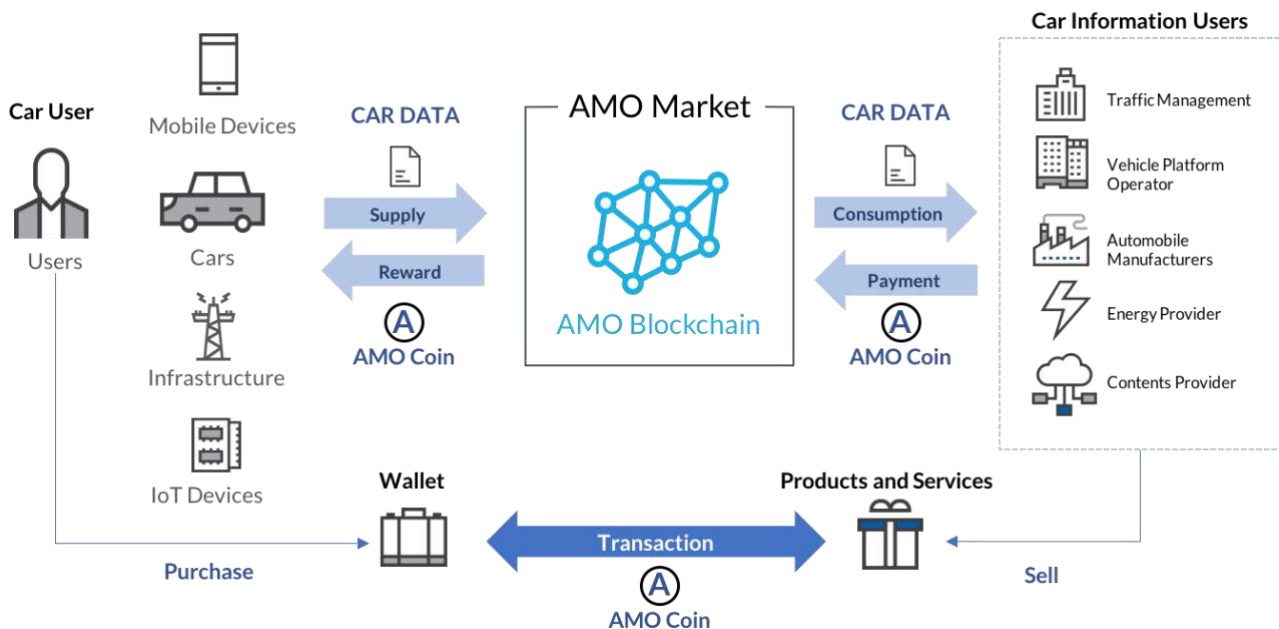 Car User
Users
Mobile Devices
Cars
Infrastructure
IoT Devices
CAR DATA
Supply
Reward
A
AMO Coin
AMO Market
AMO Blockchain
CAR DATA
Consumption
Payment
A
AMO Coin
Car Information Users
Traffic Management
Vehicle Platform
Operator
Automobile
Manufacturers
Energy Provider
Contents Provider
Purchase
Wallet
Transaction
A
AMO Coin
Products and Services
Sell